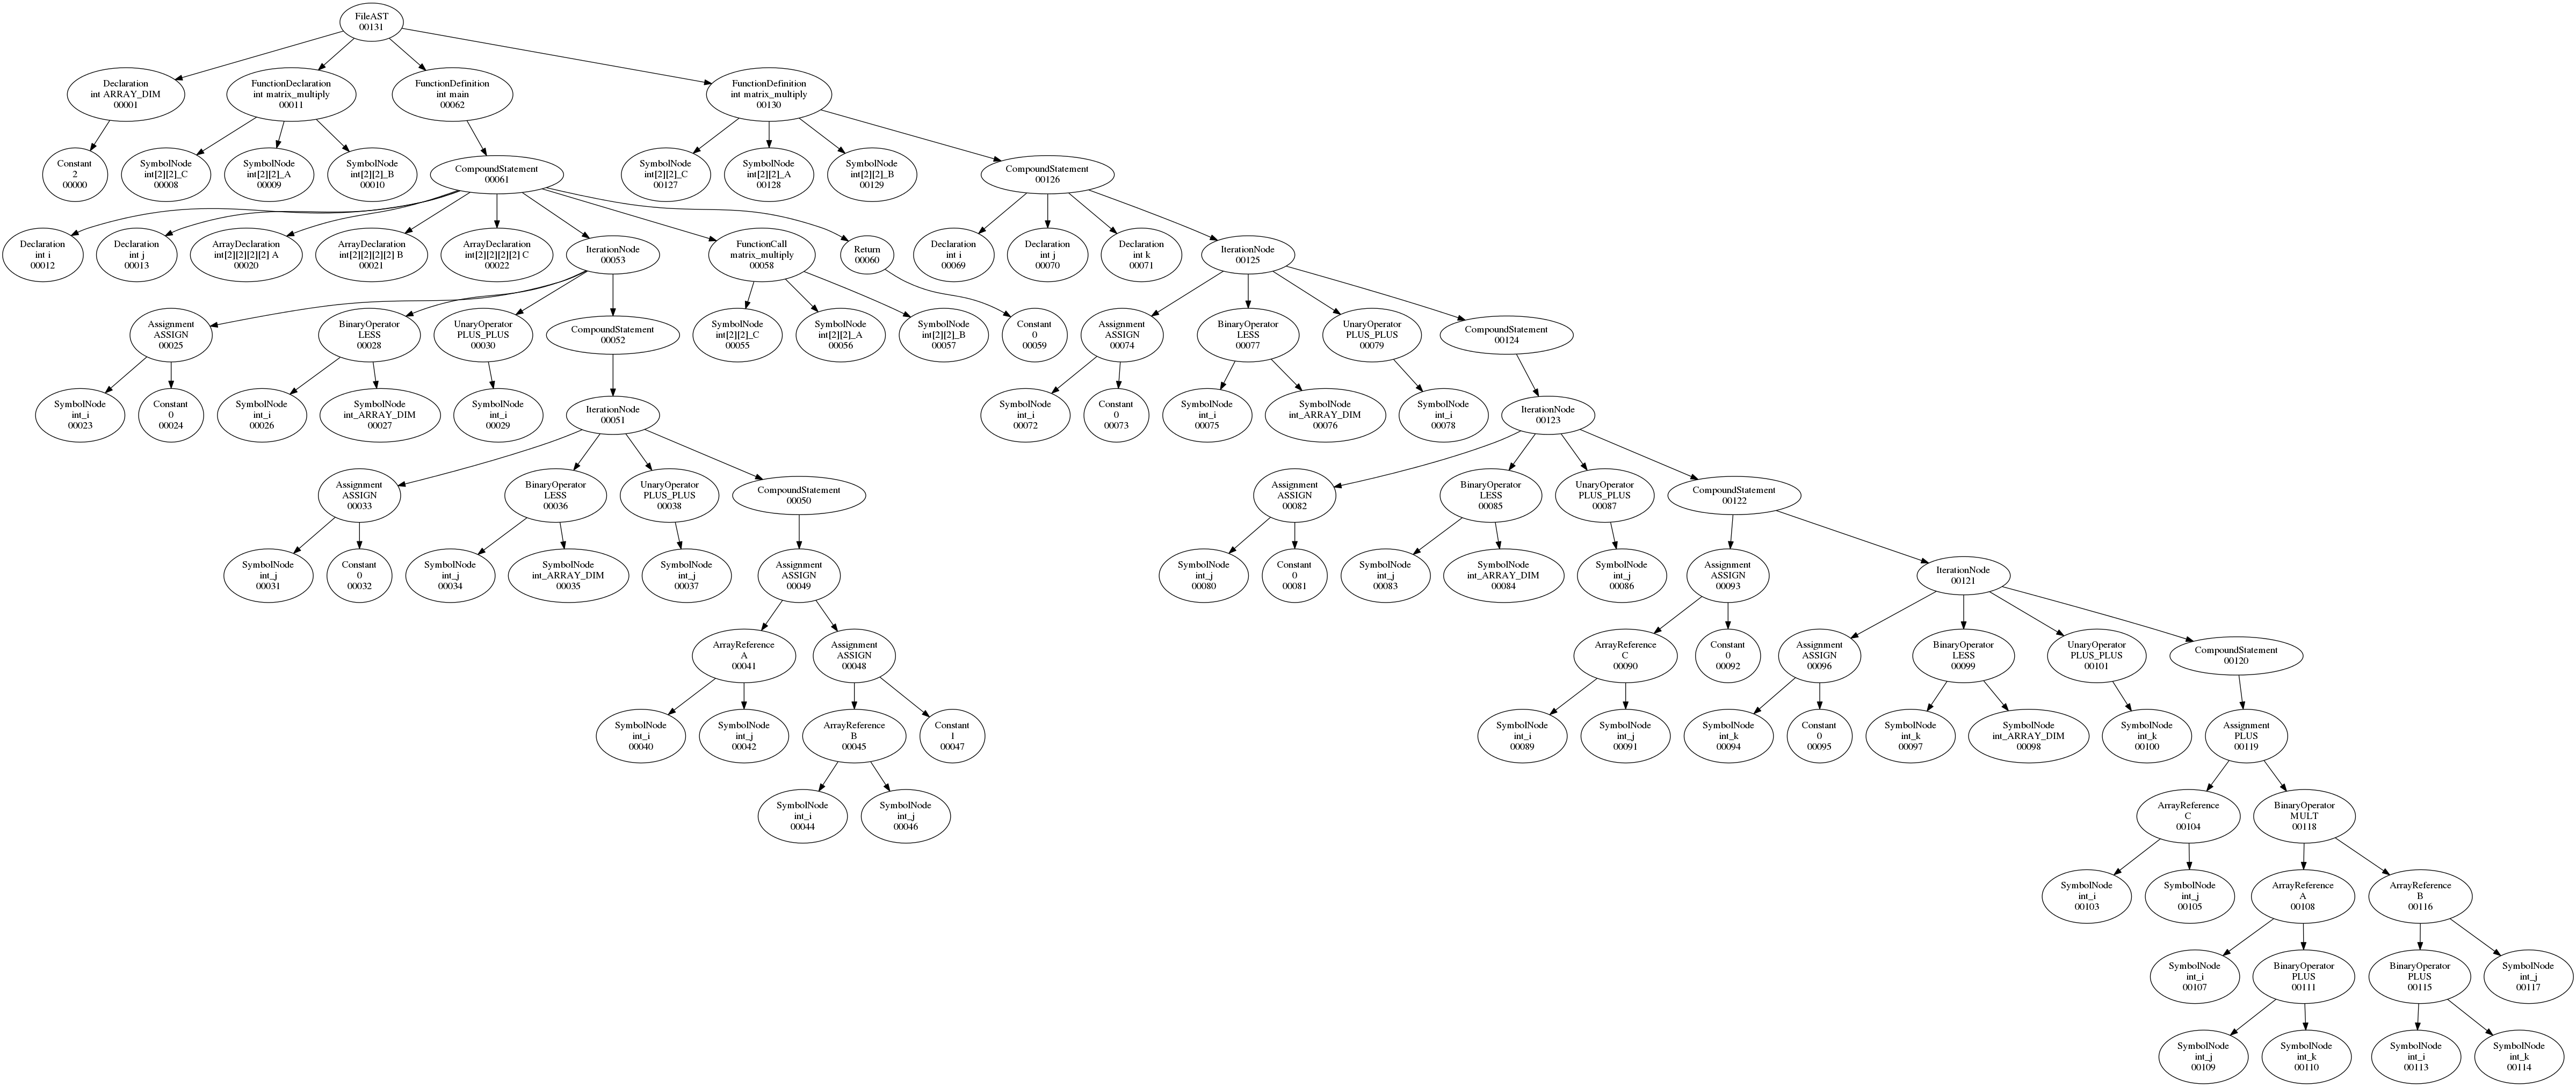 FileAST
00131
Declaration
int ARRAY_DIM
00001
FunctionDeclaration
int matrix_multiply
00011
FunctionDefinition
int main
00062
FunctionDefinition
int matrix_multiply
00130
Constant
2
00000
SymbolNode
int[2][2]_C
00008
SymbolNode
int[2][2]_A
00009
SymbolNode
int[2][2]_B
00010
CompoundStatement
00061
SymbolNode
int[2][2]_C
00127
SymbolNode
int[2][2]_A
00128
SymbolNode
int[2][2]_B
00129
CompoundStatement
00126
Declaration
int i
00012
Declaration
int j
00013
ArrayDeclaration
int[2][2][2][2] A
00020
ArrayDeclaration
int[2][2][2][2] B
00021
ArrayDeclaration
int[2][2][2][2] C
00022
IterationNode
00053
FunctionCall
matrix_multiply
00058
Return
00060
Declaration
int i
00069
Declaration
int j
00070
Declaration
int k
00071
IterationNode
00125
Assignment
ASSIGN
00025
BinaryOperator
LESS
00028
UnaryOperator
PLUS_PLUS
00030
CompoundStatement
00052
SymbolNode
int[2][2]_C
00055
SymbolNode
int[2][2]_A
00056
SymbolNode
int[2][2]_B
00057
Constant
0
00059
Assignment
ASSIGN
00074
BinaryOperator
LESS
00077
UnaryOperator
PLUS_PLUS
00079
CompoundStatement
00124
SymbolNode
int_i
00023
Constant
0
00024
SymbolNode
int_i
00026
SymbolNode
int_ARRAY_DIM
00027
SymbolNode
int_i
00029
IterationNode
00051
SymbolNode
int_i
00072
Constant
0
00073
SymbolNode
int_i
00075
SymbolNode
int_ARRAY_DIM
00076
SymbolNode
int_i
00078
IterationNode
00123
Assignment
ASSIGN
00033
BinaryOperator
LESS
00036
UnaryOperator
PLUS_PLUS
00038
CompoundStatement
00050
Assignment
ASSIGN
00082
BinaryOperator
LESS
00085
UnaryOperator
PLUS_PLUS
00087
CompoundStatement
00122
SymbolNode
int_j
00031
Constant
0
00032
SymbolNode
int_j
00034
SymbolNode
int_ARRAY_DIM
00035
SymbolNode
int_j
00037
Assignment
ASSIGN
00049
SymbolNode
int_j
00080
Constant
0
00081
SymbolNode
int_j
00083
SymbolNode
int_ARRAY_DIM
00084
SymbolNode
int_j
00086
Assignment
ASSIGN
00093
IterationNode
00121
ArrayReference
A
00041
Assignment
ASSIGN
00048
ArrayReference
C
00090
Constant
0
00092
Assignment
ASSIGN
00096
BinaryOperator
LESS
00099
UnaryOperator
PLUS_PLUS
00101
CompoundStatement
00120
SymbolNode
int_i
00040
SymbolNode
int_j
00042
ArrayReference
B
00045
Constant
1
00047
SymbolNode
int_i
00089
SymbolNode
int_j
00091
SymbolNode
int_k
00094
Constant
0
00095
SymbolNode
int_k
00097
SymbolNode
int_ARRAY_DIM
00098
SymbolNode
int_k
00100
Assignment
PLUS
00119
SymbolNode
int_i
00044
SymbolNode
int_j
00046
ArrayReference
C
00104
BinaryOperator
MULT
00118
SymbolNode
int_i
00103
SymbolNode
int_j
00105
ArrayReference
A
00108
ArrayReference
B
00116
SymbolNode
int_i
00107
BinaryOperator
PLUS
00111
BinaryOperator
PLUS
00115
SymbolNode
int_j
00117
SymbolNode
int_j
00109
SymbolNode
int_k
00110
SymbolNode
int_i
00113
SymbolNode
int_k
00114